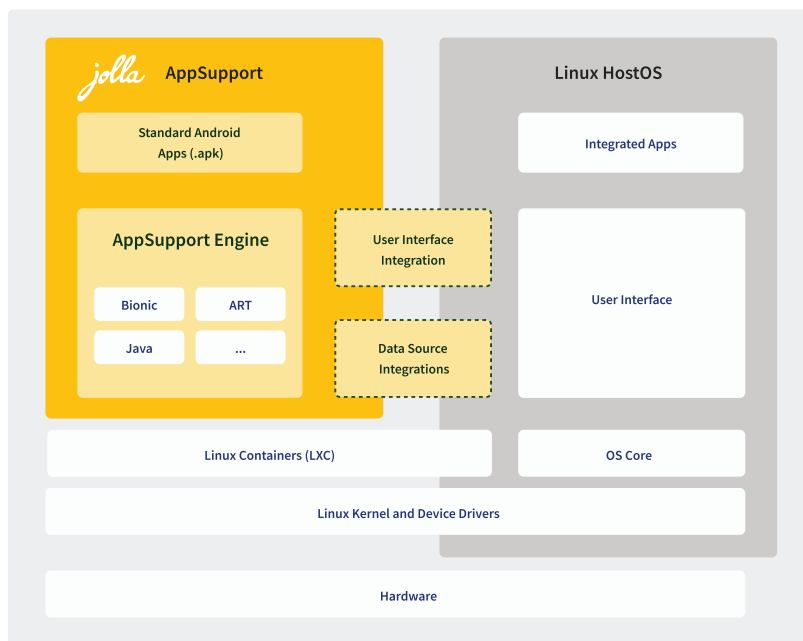 jolla AppSupport
Linux HostOS
Standard Android
Apps (.apk)
Integrated Apps
AppSupport Engine
Bionic
ART
Java
...
User Interface
Integration
Data Source
Integrations
User Interface
Linux Containers (LXC)
OS Core
Linux Kernel and Device Drivers
Hardware